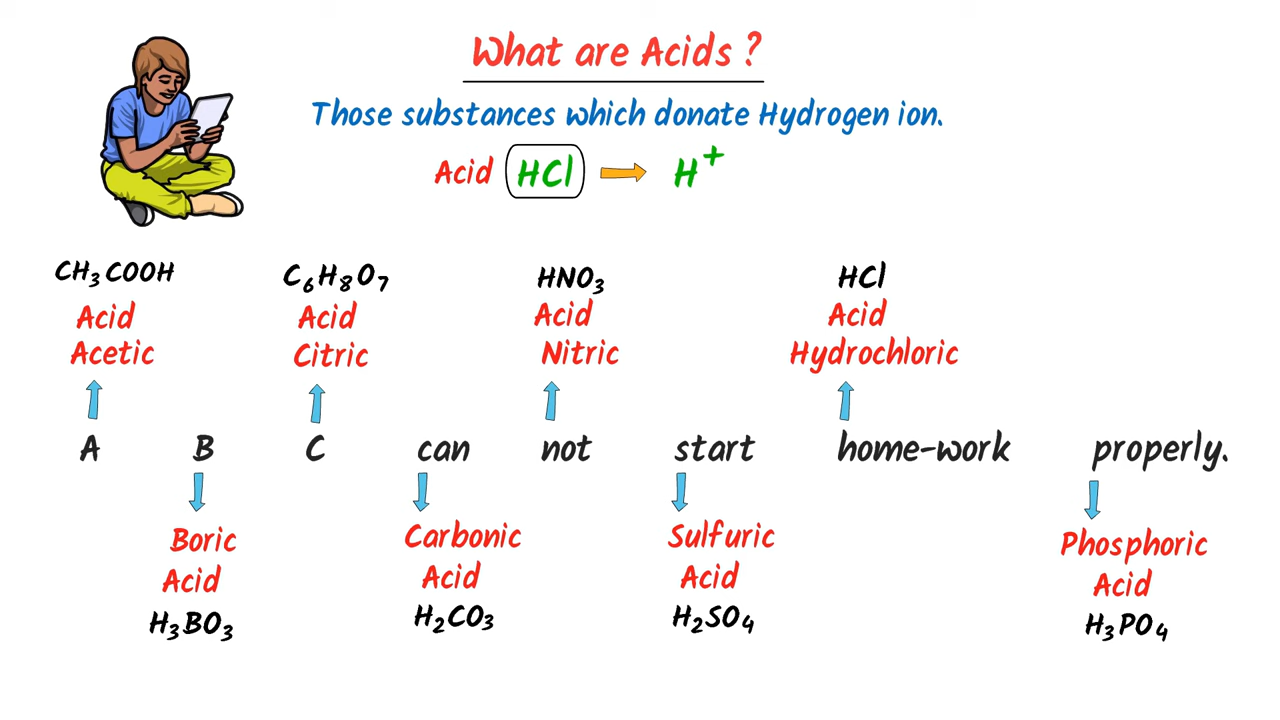 What are Acids ?
Those substances which donate Hydrogen ion.
Acid HCl → H⁺
CH₃COOH C₆H₈O₇ HNO₃ HCl
Acid Acid Acid Acid
Acetic Citric Nitric Hydrochloric
A B C can not start home-work properly.
Boric Carbonic Sulfuric Phosphoric
Acid Acid Acid Acid
H₃BO₃ H₂CO₃ H₂SO₄ H₃PO₄